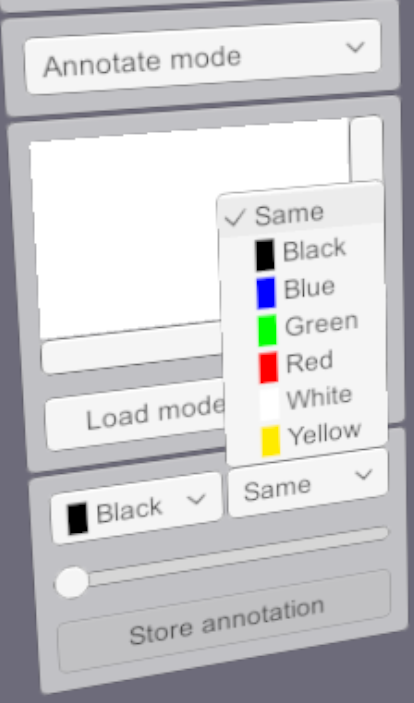 Annotate mode
Same
Black
Blue
Green
Red
White
Yellow
Load mode
Black
Same
Store annotation